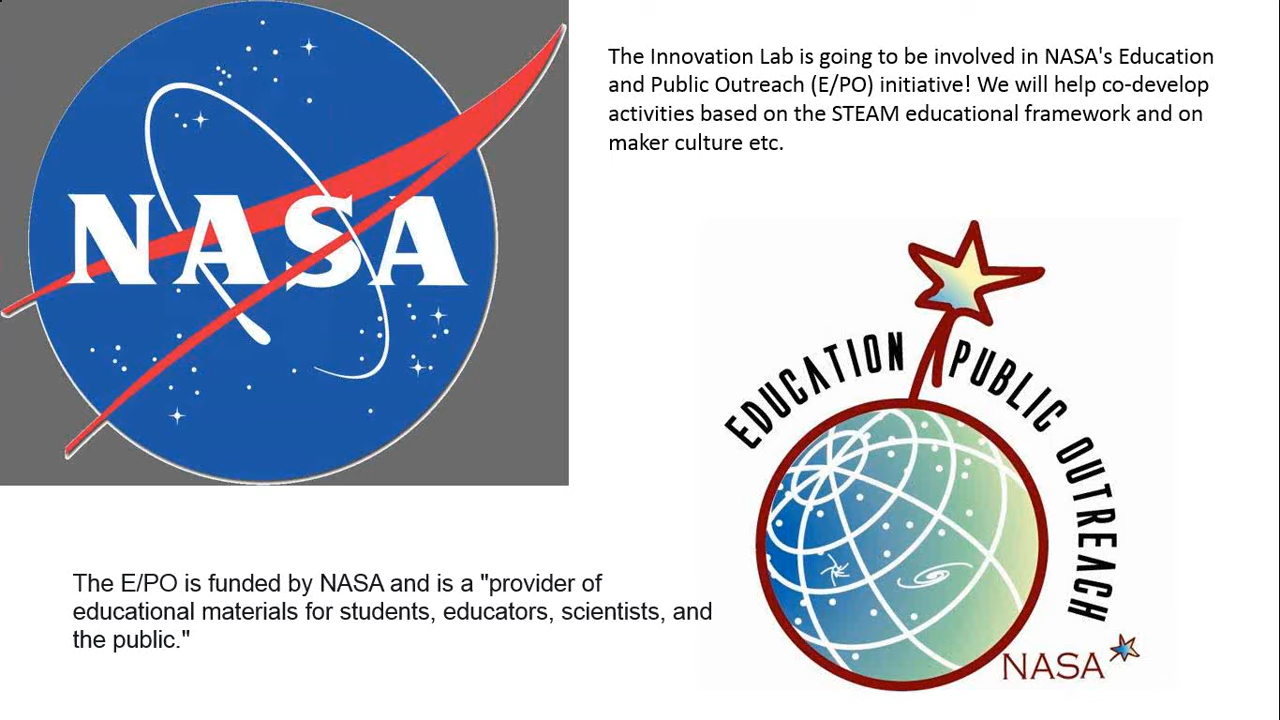 The Innovation Lab is going to be involved in NASA's Education
and Public Outreach (E/PO) initiative! We will help co-develop
activities based on the STEAM educational framework and on
maker culture etc.
NASA
EDUCATION PUBLIC OUTREACH
The E/PO is funded by NASA and is a "provider of
educational materials for students, educators, scientists, and
the public."
NASA